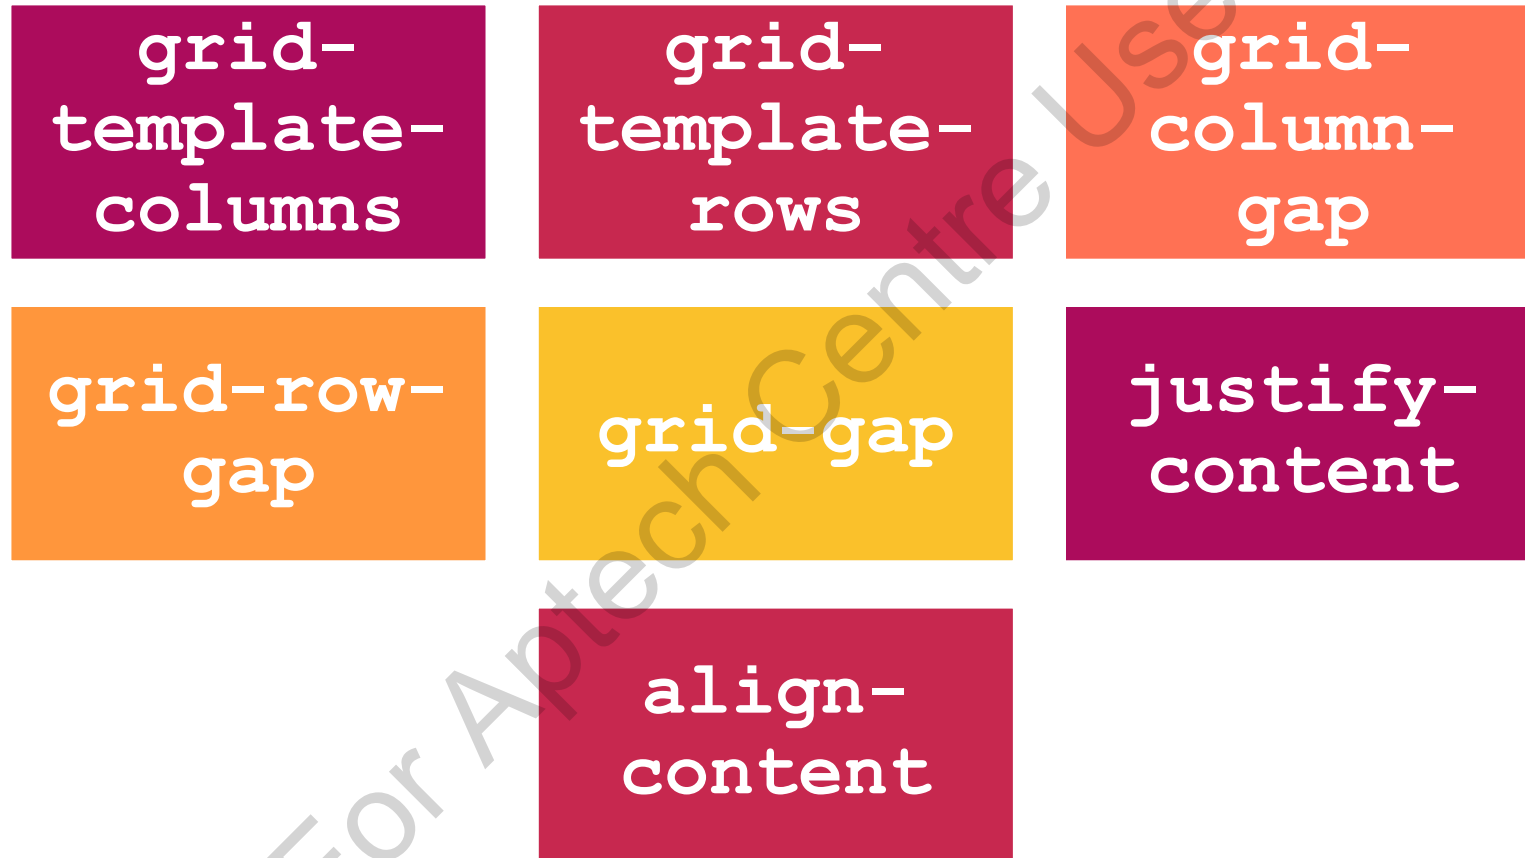 grid-
template-
columns
grid-
template-
rows
grid-
column-
gap
grid-row-
gap
grid-gap
justify-
content
align-
content
For Aptech Centre Use